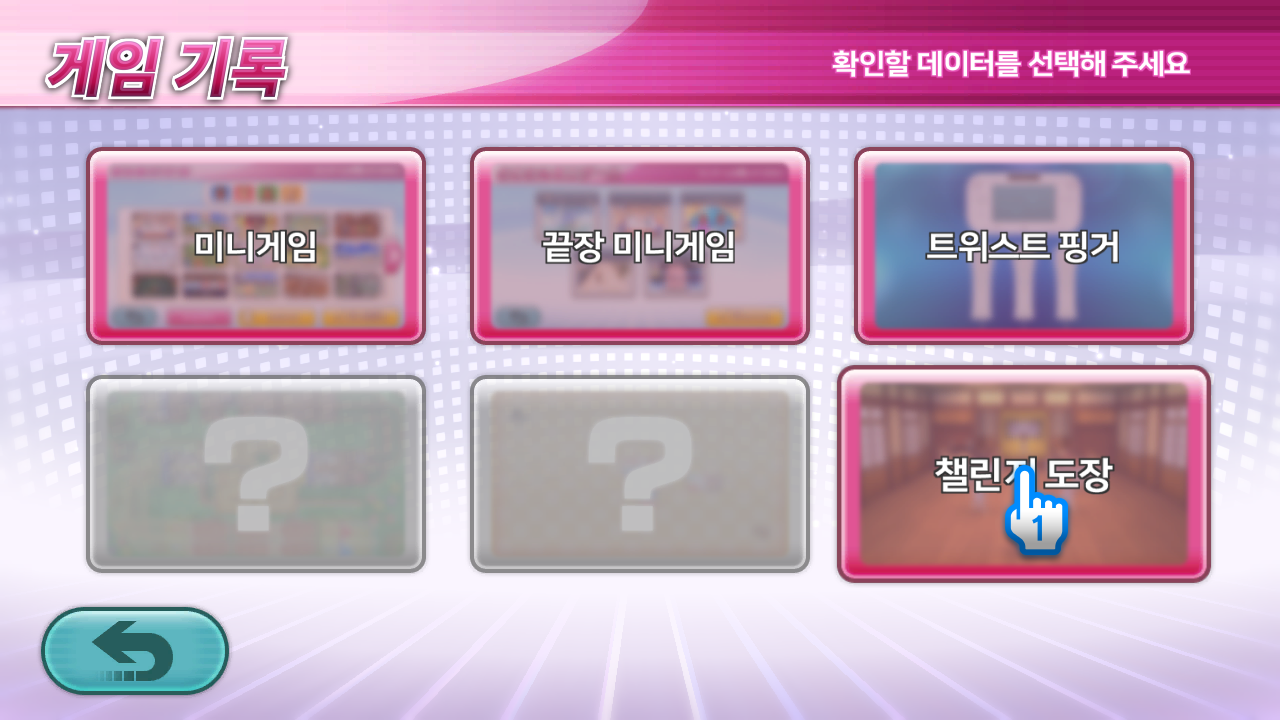 게임 기록
확인할 데이터를 선택해 주세요
미니게임
끝장 미니게임
트위스트 핑거
?
?
챌린지 도장
1